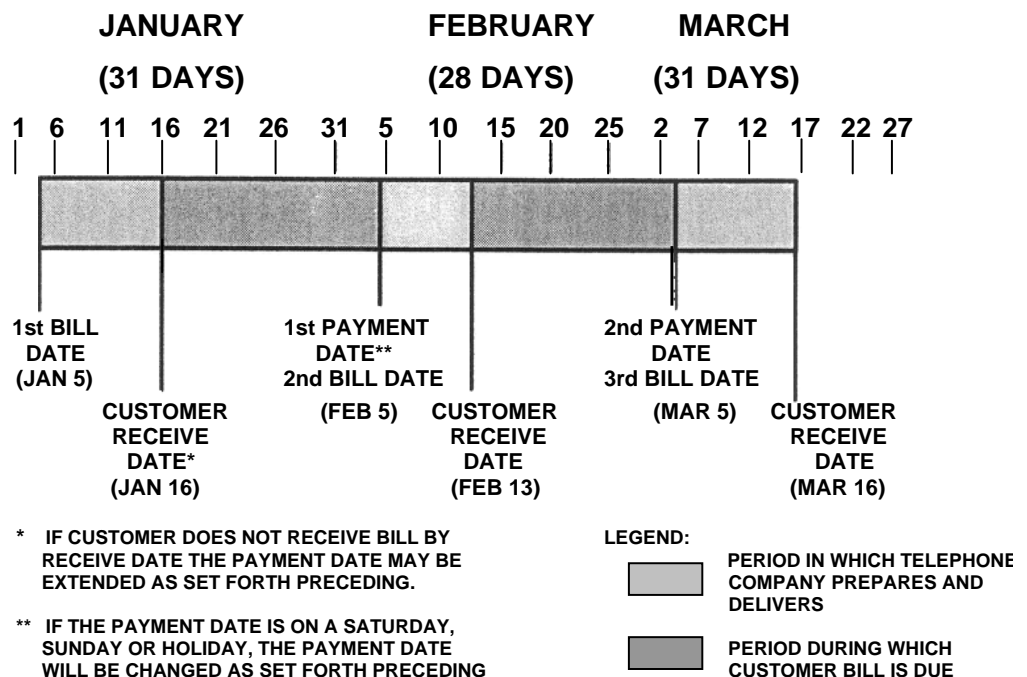 JANUARY FEBRUARY MARCH
(31 DAYS) (28 DAYS) (31 DAYS)
1 6 11 16 21 26 31 5 10 15 20 25 2 7 12 17 22 27
1st BILL
DATE
(JAN 5)
1st PAYMENT
DATE**
2nd BILL DATE
(FEB 5)
2nd PAYMENT
DATE
3rd BILL DATE
(MAR 5)
CUSTOMER
RECEIVE
DATE*
(JAN 16)
CUSTOMER
RECEIVE
DATE
(FEB 13)
CUSTOMER
RECEIVE
DATE
(MAR 16)
* IF CUSTOMER DOES NOT RECEIVE BILL BY
RECEIVE DATE THE PAYMENT DATE MAY BE
EXTENDED AS SET FORTH PRECEDING.
** IF THE PAYMENT DATE IS ON A SATURDAY,
SUNDAY OR HOLIDAY, THE PAYMENT DATE
WILL BE CHANGED AS SET FORTH PRECEDING
LEGEND:
PERIOD IN WHICH TELEPHONE
COMPANY PREPARES AND
DELIVERS
PERIOD DURING WHICH
CUSTOMER BILL IS DUE